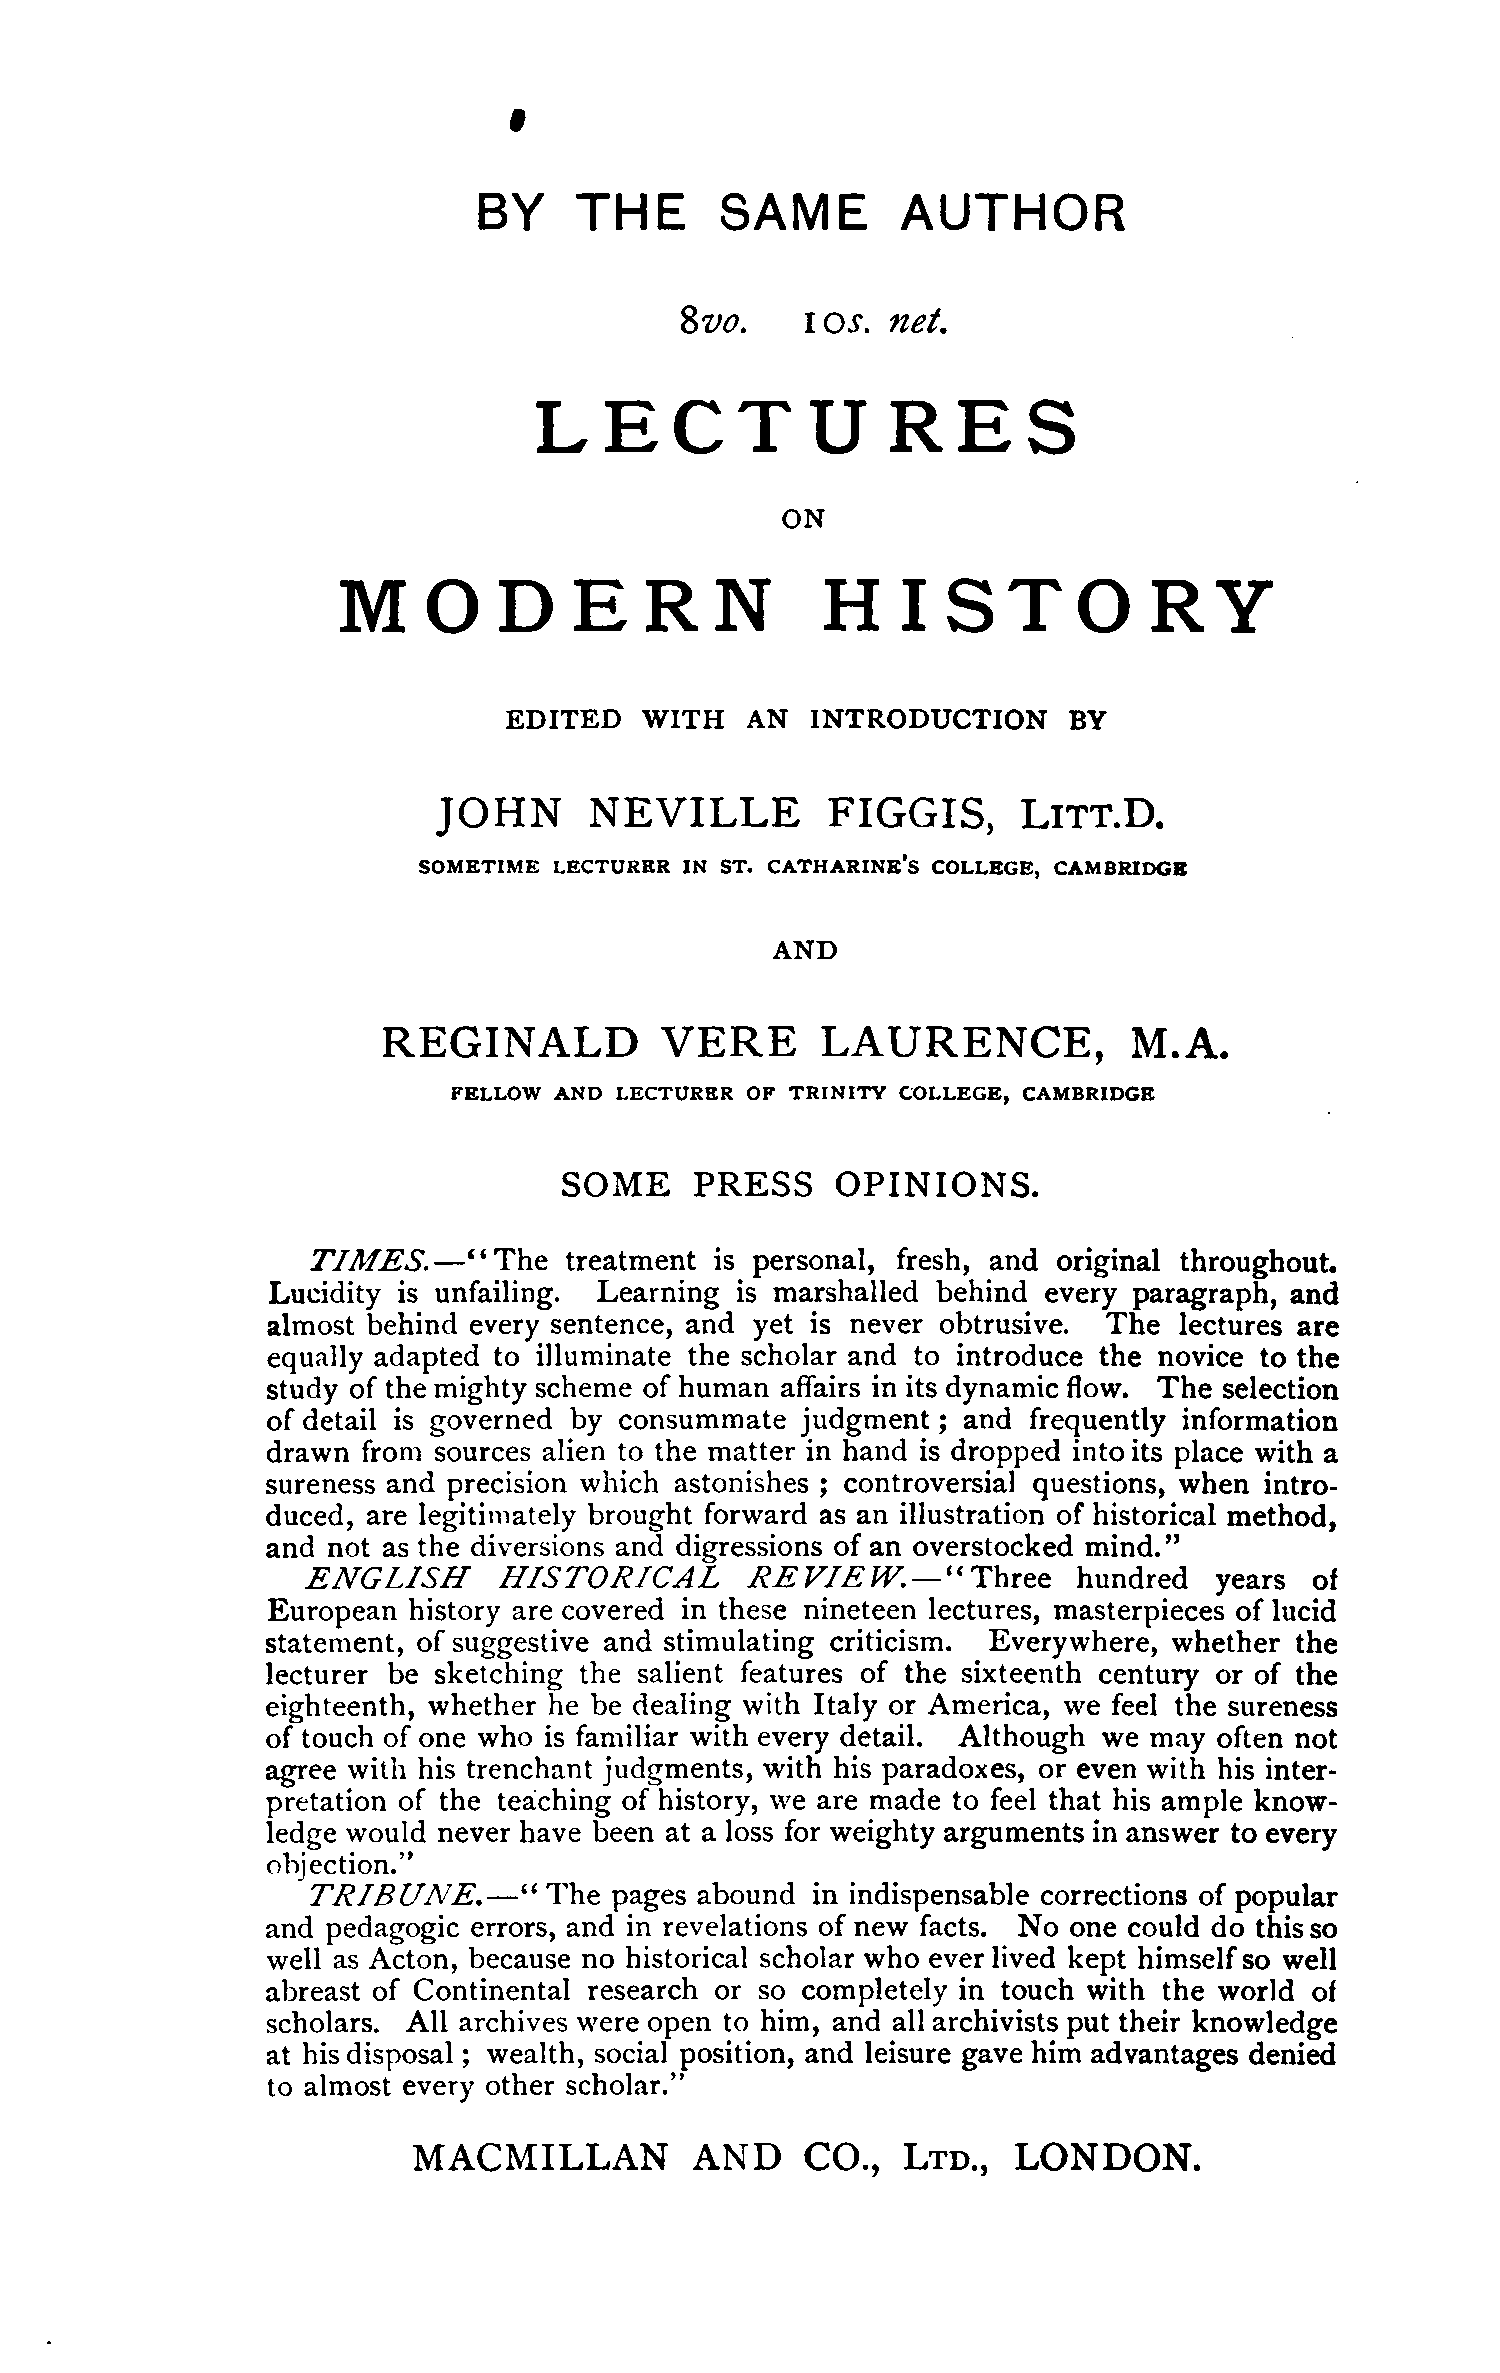 BY THE SAME AUTHOR
8vo. 10s. net.
LECTURES
ON
MODERN HISTORY
EDITED WITH AN INTRODUCTION BY
JOHN NEVILLE FIGGIS, LITT.D.
SOMETIME LECTURER IN ST. CATHARINE'S COLLEGE, CAMBRIDGE
AND
REGINALD VERE LAURENCE, M.A.
FELLOW AND LECTURER OF TRINITY COLLEGE, CAMBRIDGE
SOME PRESS OPINIONS.
TIMES.—"The treatment is personal, fresh, and original throughout.
Lucidity is unfailing. Learning is marshalled behind every paragraph, and
almost behind every sentence, and yet is never obtrusive. The lectures are
equally adapted to illuminate the scholar and to introduce the novice to the
study of the mighty scheme of human affairs in its dynamic flow. The selection
of detail is governed by consummate judgment; and frequently information
drawn from sources alien to the matter in hand is dropped into its place with a
sureness and precision which astonishes; controversial questions, when intro-
duced, are legitimately brought forward as an illustration of historical method,
and not as the diversions and digressions of an overstocked mind."
ENGLISH HISTORICAL REVIEW.—"Three hundred years of
European history are covered in these nineteen lectures, masterpieces of lucid
statement, of suggestive and stimulating criticism. Everywhere, whether the
lecturer be sketching the salient features of the sixteenth century or of the
eighteenth, whether he be dealing with Italy or America, we feel the sureness
of touch of one who is familiar with every detail. Although we may often not
agree with his trenchant judgments, with his paradoxes, or even with his inter-
pretation of the teaching of history, we are made to feel that his ample know-
ledge would never have been at a loss for weighty arguments in answer to every
objection."
TRIBUNE.—"The pages abound in indispensable corrections of popular
and pedagogic errors, and in revelations of new facts. No one could do this so
well as Acton, because no historical scholar who ever lived kept himself so well
abreast of Continental research or so completely in touch with the world of
scholars. All archives were open to him, and all archivists put their knowledge
at his disposal; wealth, social position, and leisure gave him advantages denied
to almost every other scholar."
MACMILLAN AND CO., LTD., LONDON.